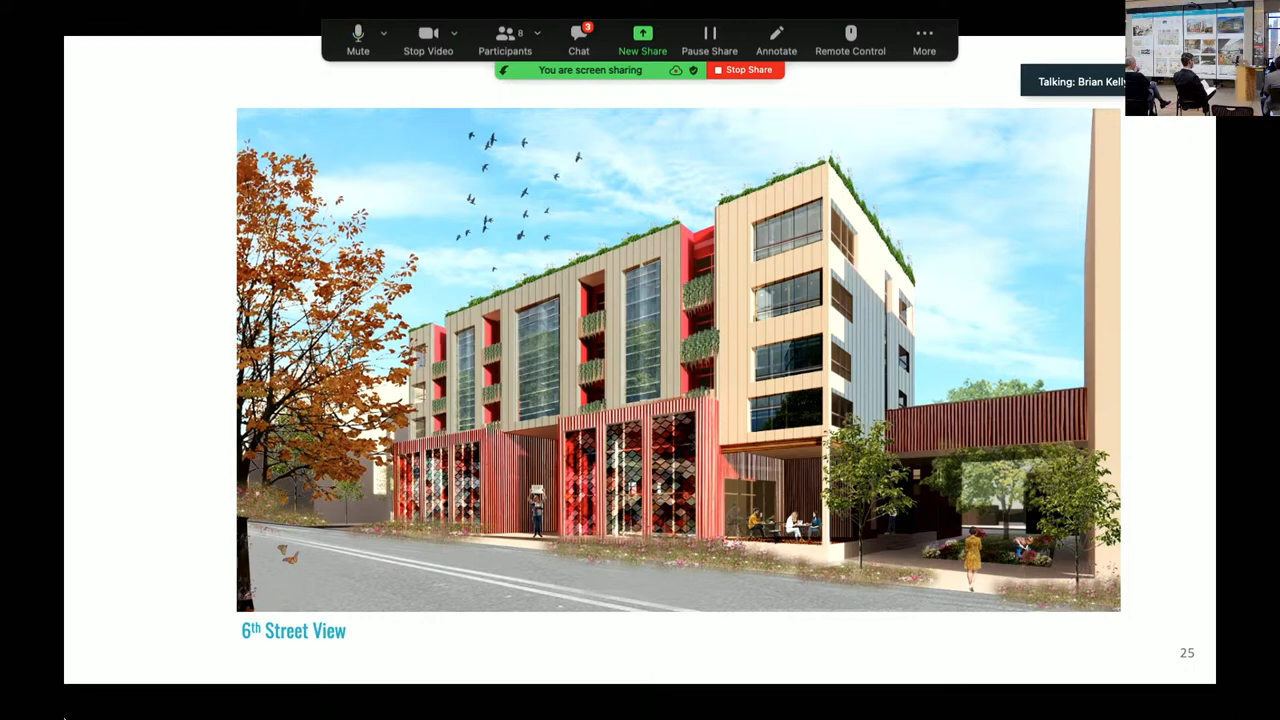 Mute
Stop Video
Participants
8
Chat
3
New Share
Pause Share
Annotate
Remote Control
More
You are screen sharing
Stop Share
Talking: Brian Kelly
6th Street View
25